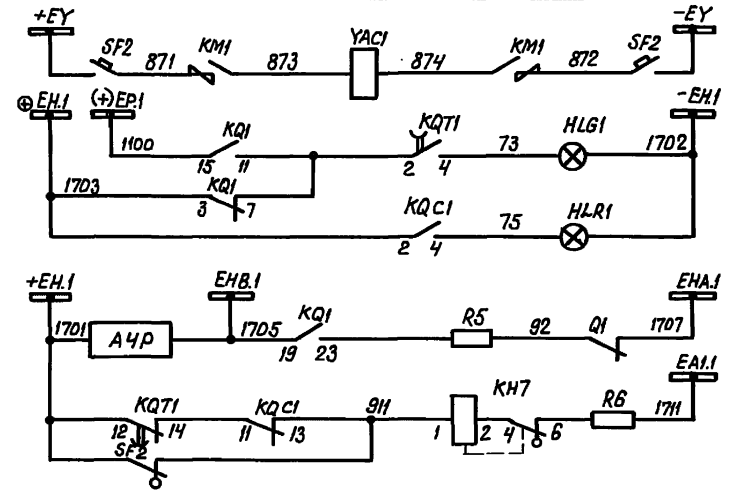 +EY -EY
SF2 871 KM1 873 YAC1 874 KM1 872 SF2
⊕EH.1 (+)EP.1 -EH.1
1100 KQ1 KQT1 HLG1
15 11 2 4 73 1702
1703 KQ1
3 7
KQC1 75 HLR1
2 4
+EH.1 EHB.1 EHA.1
1701 АЧР 1705 KQ1 R5 92 Q1 1707
19 23
EA1.1
KQT1 KQC1 911 KH7 R6 1711
12 14 11 13 1 2 4 6
SF2